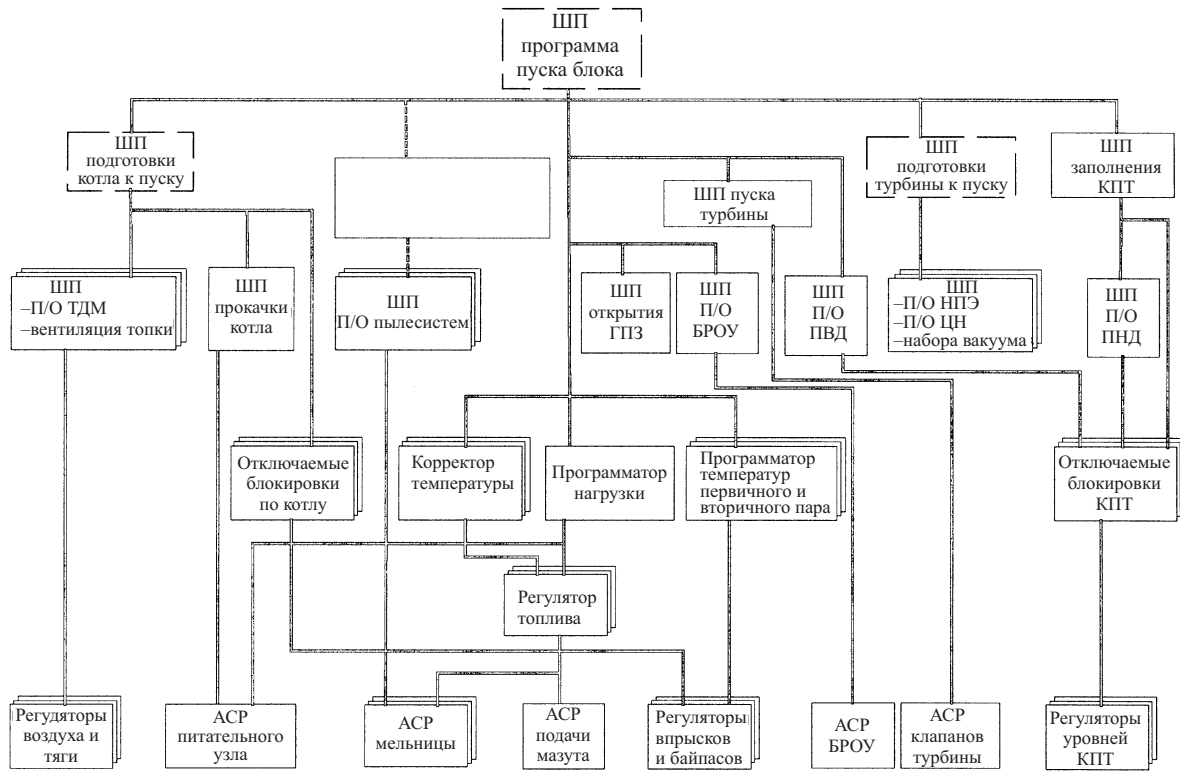 ШП
программа
пуска блока
ШП
подготовки
котла к пуску
ШП
подготовки
турбины к пуску
ШП
заполнения
КПТ
ШП пуска
турбины
ШП
–П/О ТДМ
–вентиляция топки
ШП
прокачки
котла
ШП
П/О пылесистем
ШП
открытия
ГПЗ
ШП
П/О
БРОУ
ШП
П/О
ПВД
ШП
–П/О НПЭ
–П/О ЦН
–набора вакуума
ШП
П/О
ПНД
Отключаемые
блокировки
по котлу
Корректор
температуры
Программатор
нагрузки
Программатор
температур
первичного и
вторичного пара
Отключаемые
блокировки
КПТ
Регулятор
топлива
Регудяторы
воздуха и
тяги
АСР
питательного
узла
АСР
мельницы
АСР
подачи
мазута
Регуляторы
впрысков
и байпасов
АСР
БРОУ
АСР
клапанов
турбины
Регуляторы
уровней
КПТ